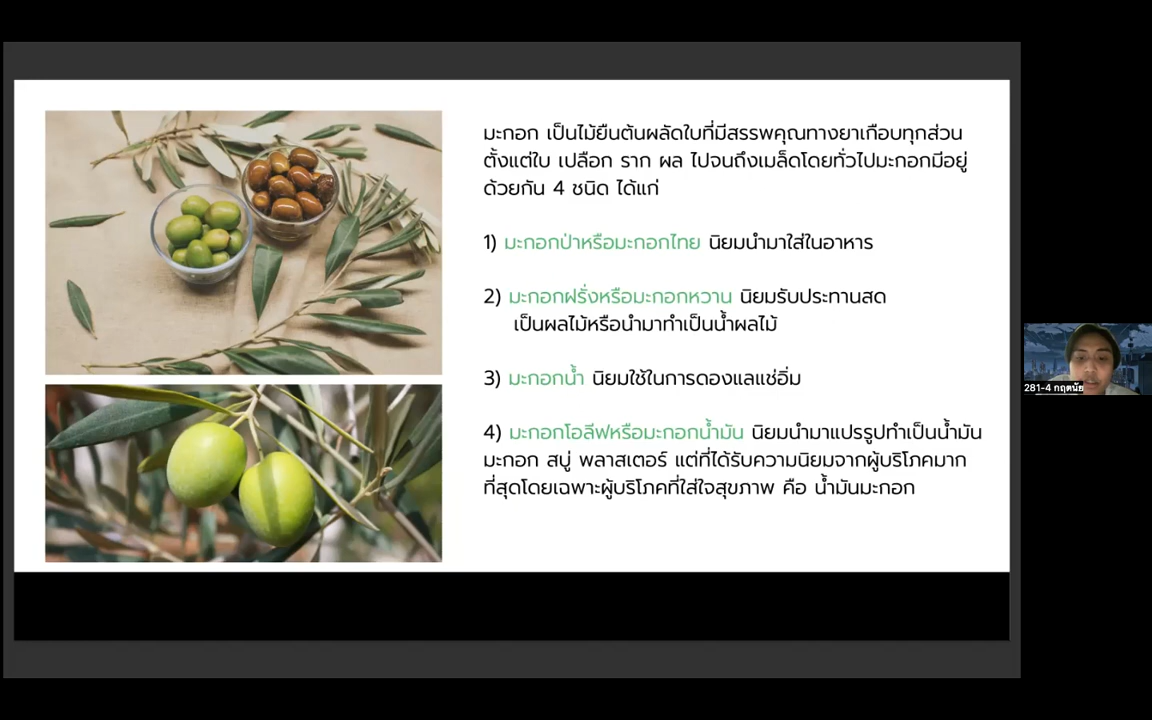 มะกอก เป็นไม้ยืนต้นผลัดใบที่มีสรรพคุณทางยาเกือบทุกส่วน
ตั้งแต่ใบ เปลือก ราก ผล ไปจนถึงเมล็ดโดยทั่วไปมะกอกมีอยู่
ด้วยกัน 4 ชนิด ได้แก่
1) มะกอกป่าหรือมะกอกไทย นิยมนำมาใส่ในอาหาร
2) มะกอกฝรั่งหรือมะกอกหวาน นิยมรับประทานสด
เป็นผลไม้หรือนำมาทำเป็นน้ำผลไม้
3) มะกอกน้ำ นิยมใช้ในการดองแลแช่อิ่ม
4) มะกอกโอลีฟหรือมะกอกน้ำมัน นิยมนำมาแปรรูปทำเป็นน้ำมัน
มะกอก สบู่ พลาสเตอร์ แต่ที่ได้รับความนิยมจากผู้บริโภคมาก
ที่สุดโดยเฉพาะผู้บริโภคที่ใส่ใจสุขภาพ คือ น้ำมันมะกอก
281-4 กฤตนัย